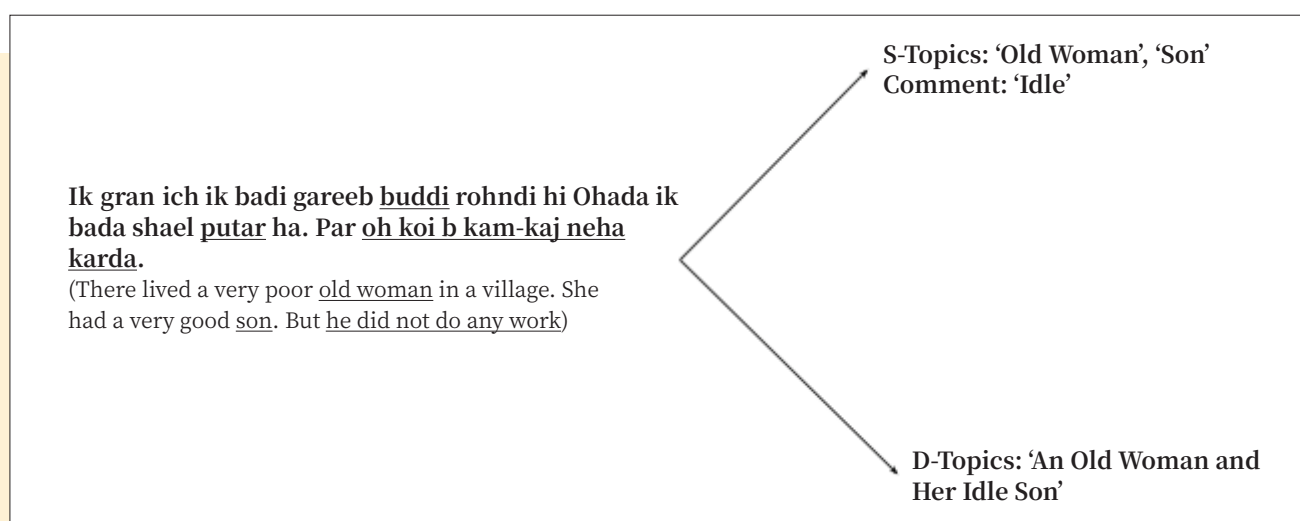 S-Topics: ‘Old Woman’, ‘Son’
Comment: ‘Idle’
Ik gran ich ik badi gareeb buddi rohndi hi Ohada ik
bada shael putar ha. Par oh koi b kam-kaj neha
karda.
(There lived a very poor old woman in a village. She
had a very good son. But he did not do any work)
D-Topics: ‘An Old Woman and
Her Idle Son’